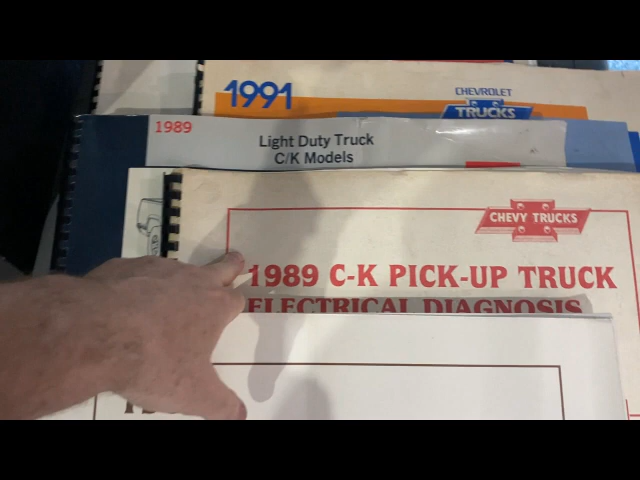 1991
CHEVROLET
TRUCKS
1989
Light Duty Truck
C/K Models
CHEVY TRUCKS
1989 C-K PICK-UP TRUCK
ELECTRICAL DIAGNOSIS